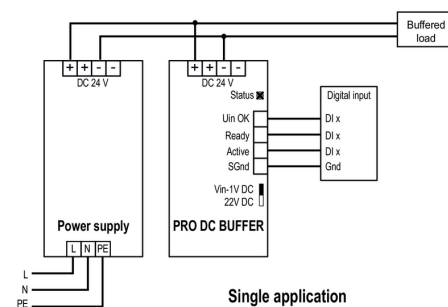 Buffered
load
+ + - -
DC 24 V
+ + - -
DC 24 V
Status
Uin OK
Ready
Active
SGnd
Digital input
DI x
DI x
DI x
Gnd
Vin-1V DC
22V DC
Power supply
PRO DC BUFFER
L N PE
L
N
PE
Single application